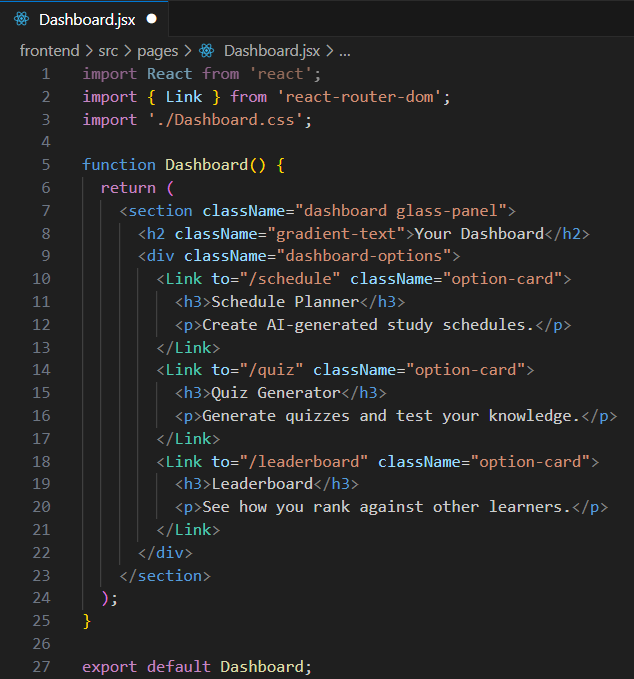 Dashboard.jsx
frontend > src > pages > Dashboard.jsx > ...
1 import React from 'react';
2 import { Link } from 'react-router-dom';
3 import './Dashboard.css';
4
5 function Dashboard() {
6   return (
7     <section className="dashboard glass-panel">
8       <h2 className="gradient-text">Your Dashboard</h2>
9       <div className="dashboard-options">
10         <Link to="/schedule" className="option-card">
11           <h3>Schedule Planner</h3>
12           <p>Create AI-generated study schedules.</p>
13         </Link>
14         <Link to="/quiz" className="option-card">
15           <h3>Quiz Generator</h3>
16           <p>Generate quizzes and test your knowledge.</p>
17         </Link>
18         <Link to="/leaderboard" className="option-card">
19           <h3>Leaderboard</h3>
20           <p>See how you rank against other learners.</p>
21         </Link>
22       </div>
23     </section>
24   );
25 }
26
27 export default Dashboard;